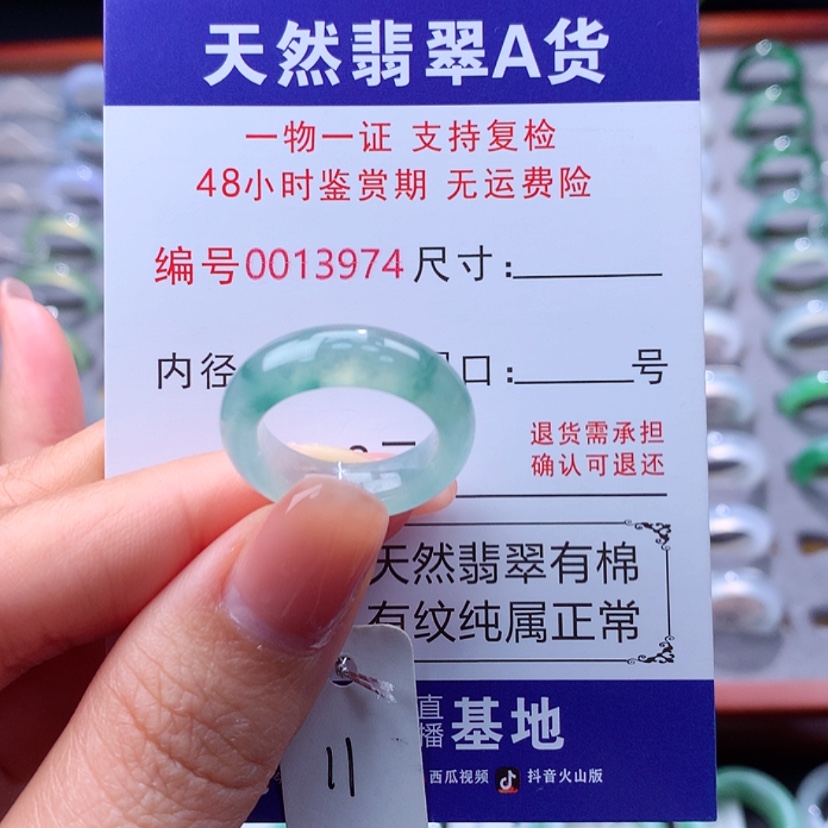 天然翡翠A货
一物一证 支持复检
48小时鉴赏期 无运费险
编号0013974 尺寸:
内径 口: 号
退货需承担
确认可退还
天然翡翠有棉
有纹纯属正常
直播基地
西瓜视频 抖音火山版
11